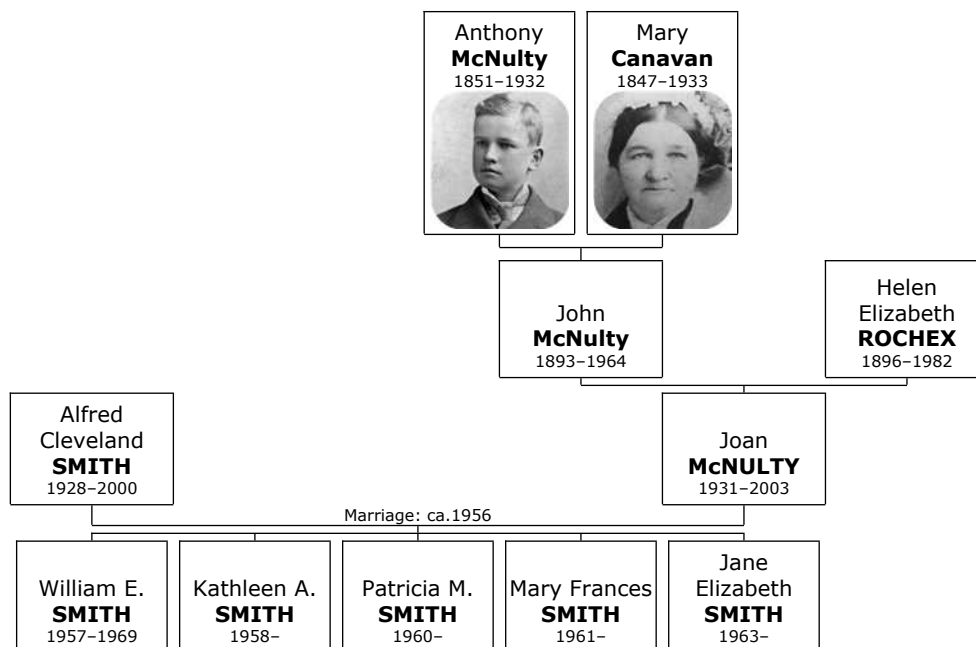 Anthony
McNulty
1851–1932
Mary
Canavan
1847–1933
John
McNulty
1893–1964
Helen
Elizabeth
ROCHEX
1896–1982
Alfred
Cleveland
SMITH
1928–2000
Joan
McNULTY
1931–2003
Marriage: ca.1956
William E.
SMITH
1957–1969
Kathleen A.
SMITH
1958–
Patricia M.
SMITH
1960–
Mary Frances
SMITH
1961–
Jane
Elizabeth
SMITH
1963–